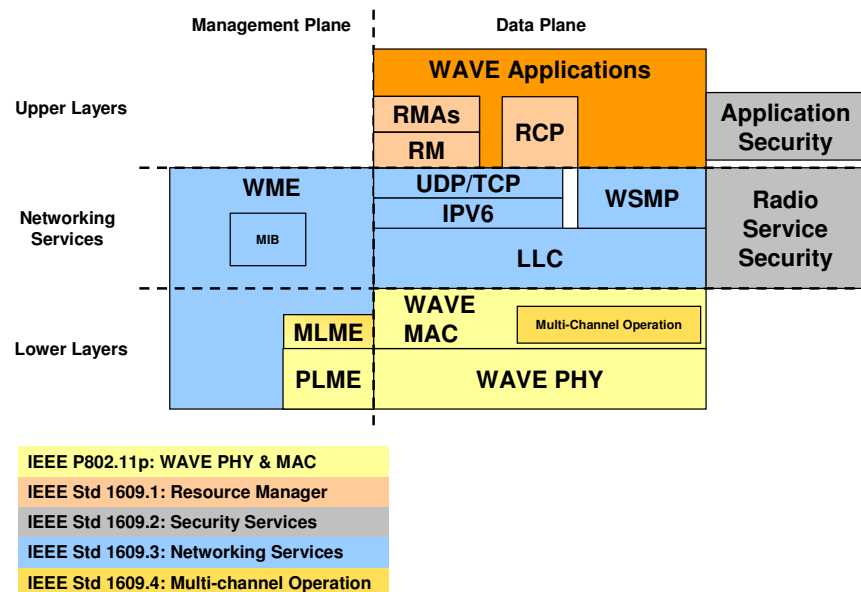 Management Plane
Data Plane
WAVE Applications
Upper Layers
RMAs
RM
RCP
Application
Security
WME
UDP/TCP
IPV6
WSMP
Networking
Services
MIB
LLC
Radio
Service
Security
WAVE
MAC
Multi-Channel Operation
Lower Layers
MLME
PLME
WAVE PHY
IEEE P802.11p: WAVE PHY & MAC
IEEE Std 1609.1: Resource Manager
IEEE Std 1609.2: Security Services
IEEE Std 1609.3: Networking Services
IEEE Std 1609.4: Multi-channel Operation